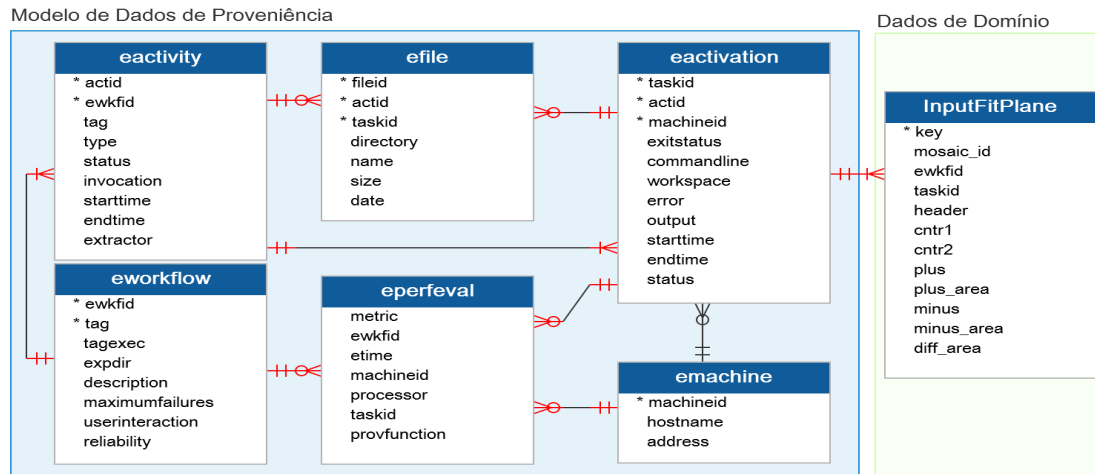 Modelo de Dados de Proveniência
eactivity
* actid
* ewkfid
tag
type
status
invocation
starttime
endtime
extractor
efile
* fileid
* actid
* taskid
directory
name
size
date
eactivation
* taskid
* actid
* machineid
exitstatus
commandline
workspace
error
output
starttime
endtime
status
eworkflow
* ewkfid
* tag
tagexec
expdir
description
maximumfailures
userinteraction
reliability
eperfeval
metric
ewkfid
etime
machineid
processor
taskid
provfunction
emachine
* machineid
hostname
address
Dados de Domínio
InputFitPlane
* key
mosaic_id
ewkfid
taskid
header
cntr1
cntr2
plus
plus_area
minus
minus_area
diff_area